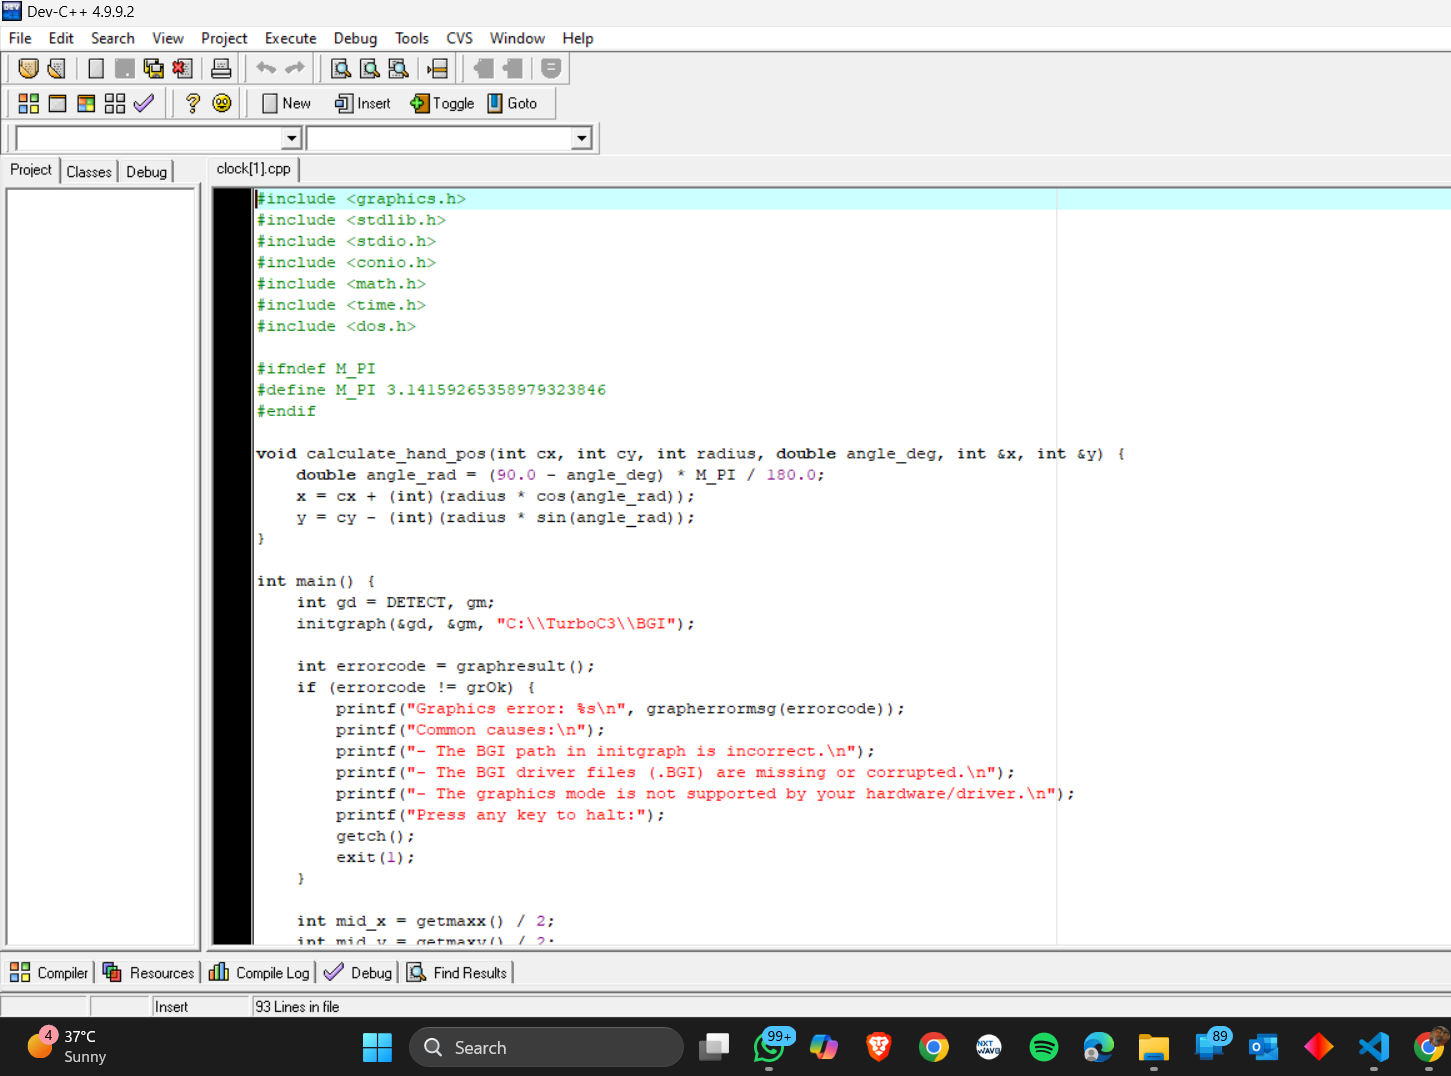 Dev-C++ 4.9.9.2
File Edit Search View Project Execute Debug Tools CVS Window Help
New Insert Toggle Goto
Project Classes Debug clock[1].cpp
#include <graphics.h>
#include <stdlib.h>
#include <stdio.h>
#include <conio.h>
#include <math.h>
#include <time.h>
#include <dos.h>
#ifndef M_PI
#define M_PI 3.14159265358979323846
#endif
void calculate_hand_pos(int cx, int cy, int radius, double angle_deg, int &x, int &y) {
    double angle_rad = (90.0 - angle_deg) * M_PI / 180.0;
    x = cx + (int)(radius * cos(angle_rad));
    y = cy - (int)(radius * sin(angle_rad));
}
int main() {
    int gd = DETECT, gm;
    initgraph(&gd, &gm, "C:\\TurboC3\\BGI");
    int errorcode = graphresult();
    if (errorcode != grOk) {
        printf("Graphics error: %s\n", grapherrormsg(errorcode));
        printf("Common causes:\n");
        printf("- The BGI path in initgraph is incorrect.\n");
        printf("- The BGI driver files (.BGI) are missing or corrupted.\n");
        printf("- The graphics mode is not supported by your hardware/driver.\n");
        printf("Press any key to halt:");
        getch();
        exit(1);
    }
    int mid_x = getmaxx() / 2;
    int mid_y = getmaxy() / 2;
Compiler Resources Compile Log Debug Find Results
Insert 93 Lines in file
4 37°C
Sunny
Search
99+
NXT
WAVE
89